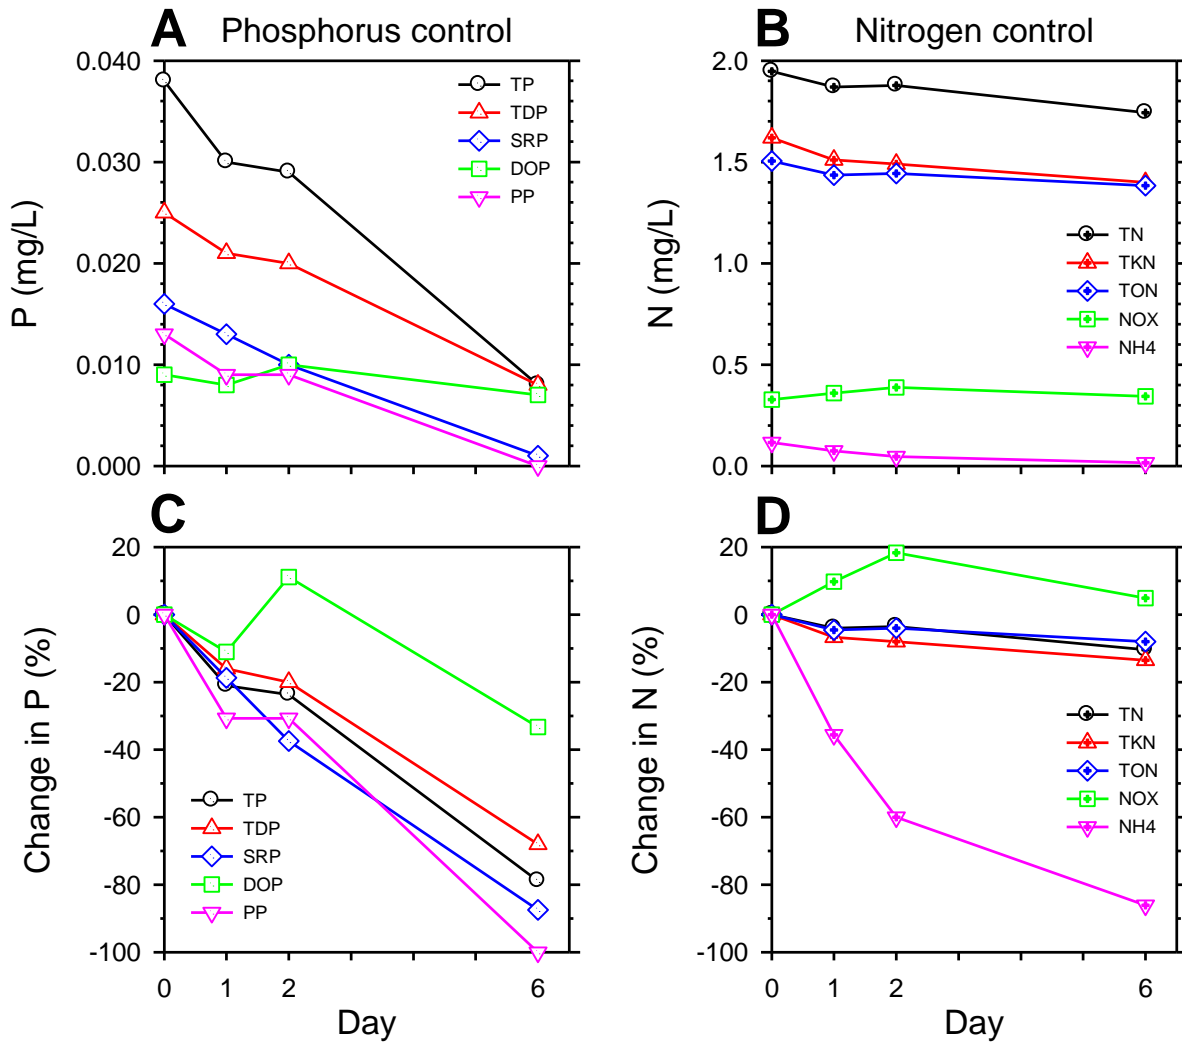 A Phosphorus control
0.040
0.030
0.020
0.010
0.000
P (mg/L)
TP
TDP
SRP
DOP
PP
B Nitrogen control
2.0
1.5
1.0
0.5
0.0
N (mg/L)
TN
TKN
TON
NOX
NH4
C
20
0
-20
-40
-60
-80
-100
Change in P (%)
TP
TDP
SRP
DOP
PP
0 1 2 6
Day
D
20
0
-20
-40
-60
-80
-100
Change in N (%)
TN
TKN
TON
NOX
NH4
0 1 2 6
Day